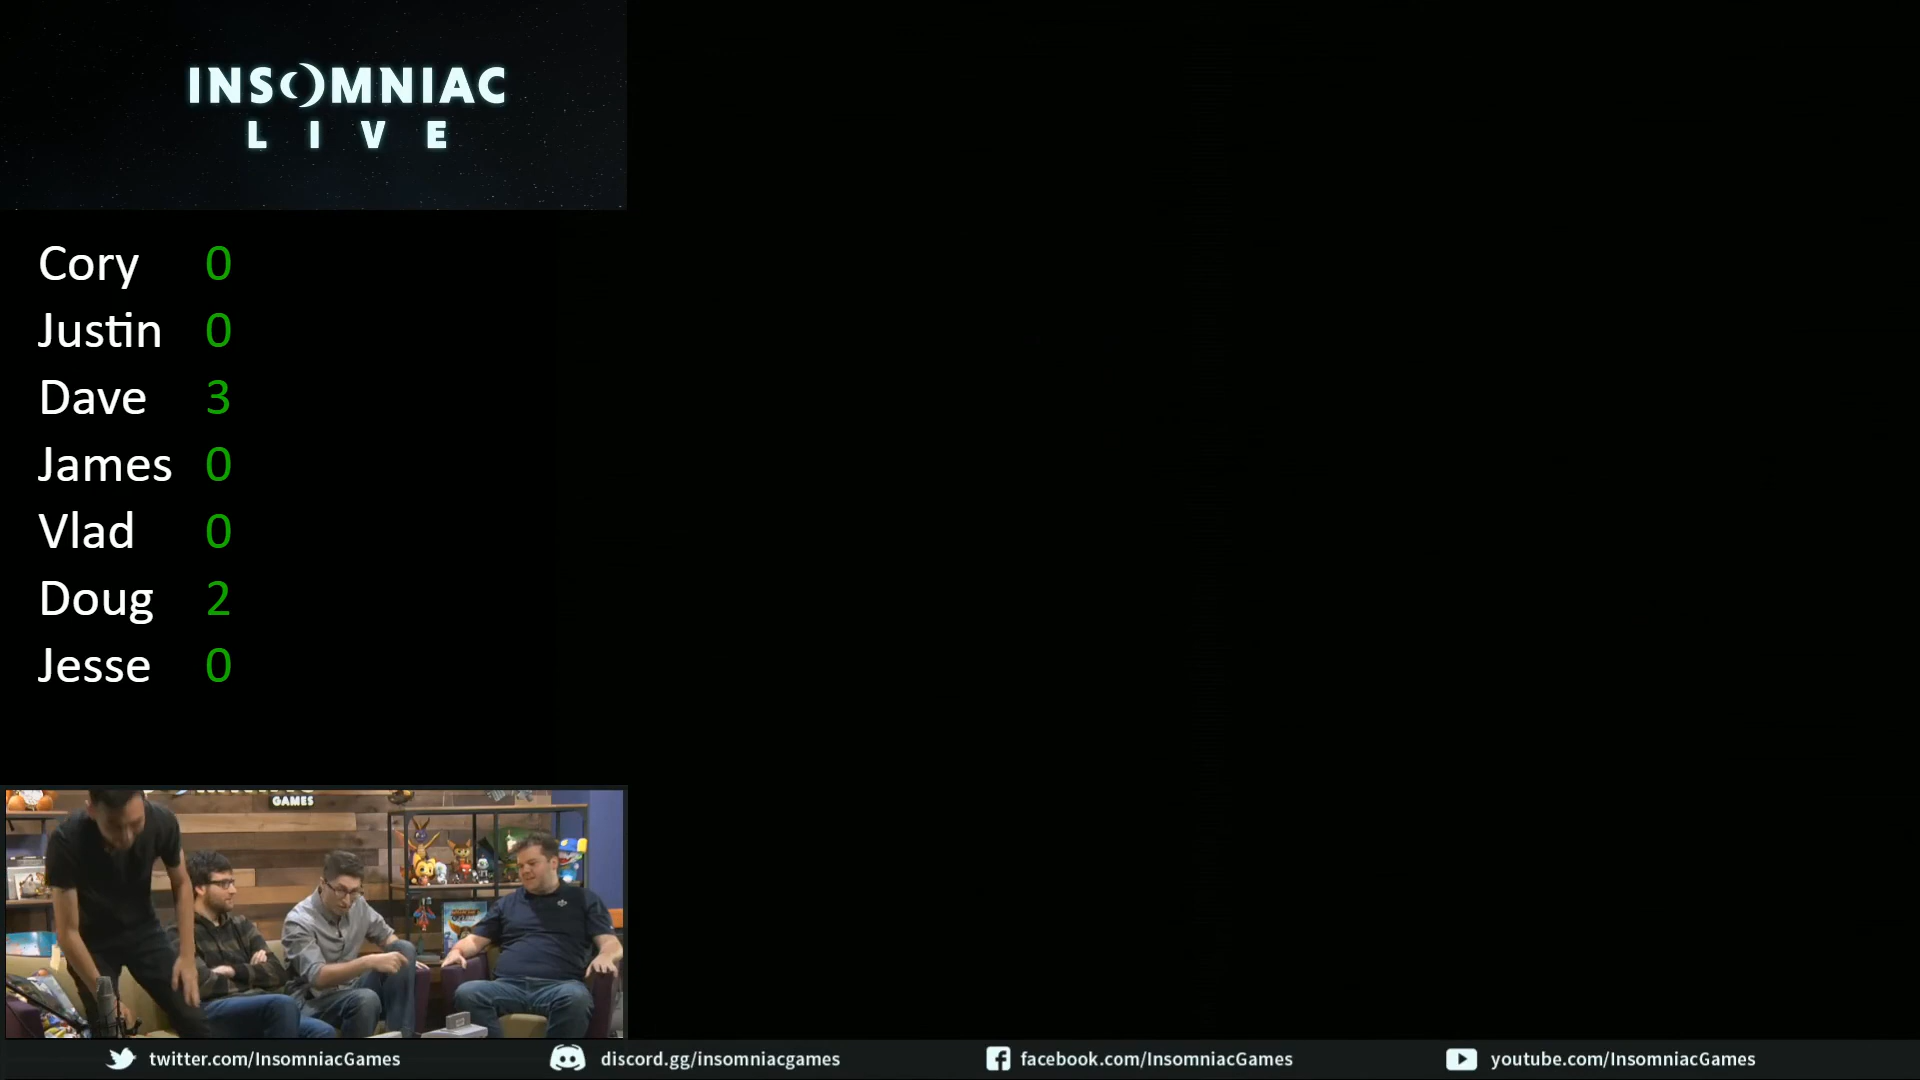 INSOMNIAC
LIVE
Cory 0
Justin 0
Dave 3
James 0
Vlad 0
Doug 2
Jesse 0
GAMES
twitter.com/InsomniacGames discord.gg/insomniacgames facebook.com/InsomniacGames youtube.com/InsomniacGames